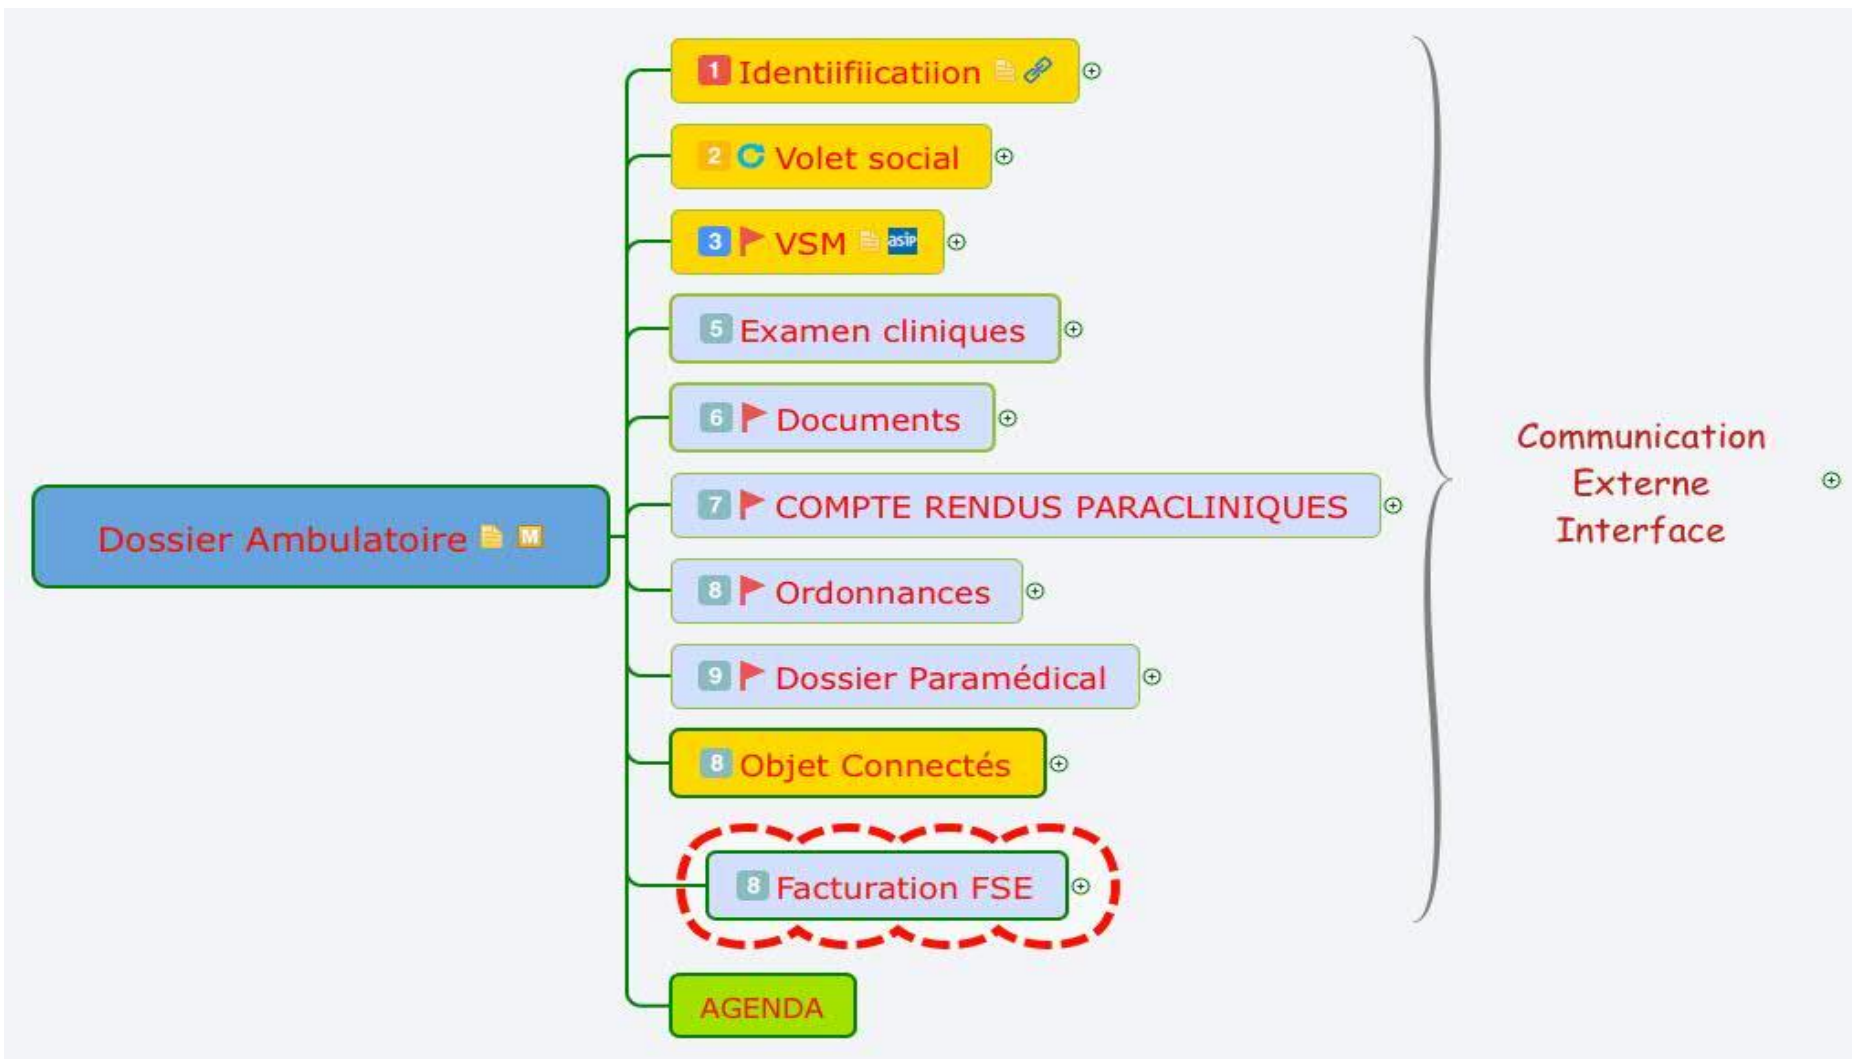 1 Identiifiicatiion
2 Volet social
3 VSM asip
5 Examen cliniques
6 Documents
7 COMPTE RENDUS PARACLINIQUES
Dossier Ambulatoire M
8 Ordonnances
9 Dossier Paramédical
8 Objet Connectés
8 Facturation FSE
AGENDA
Communication
Externe
Interface